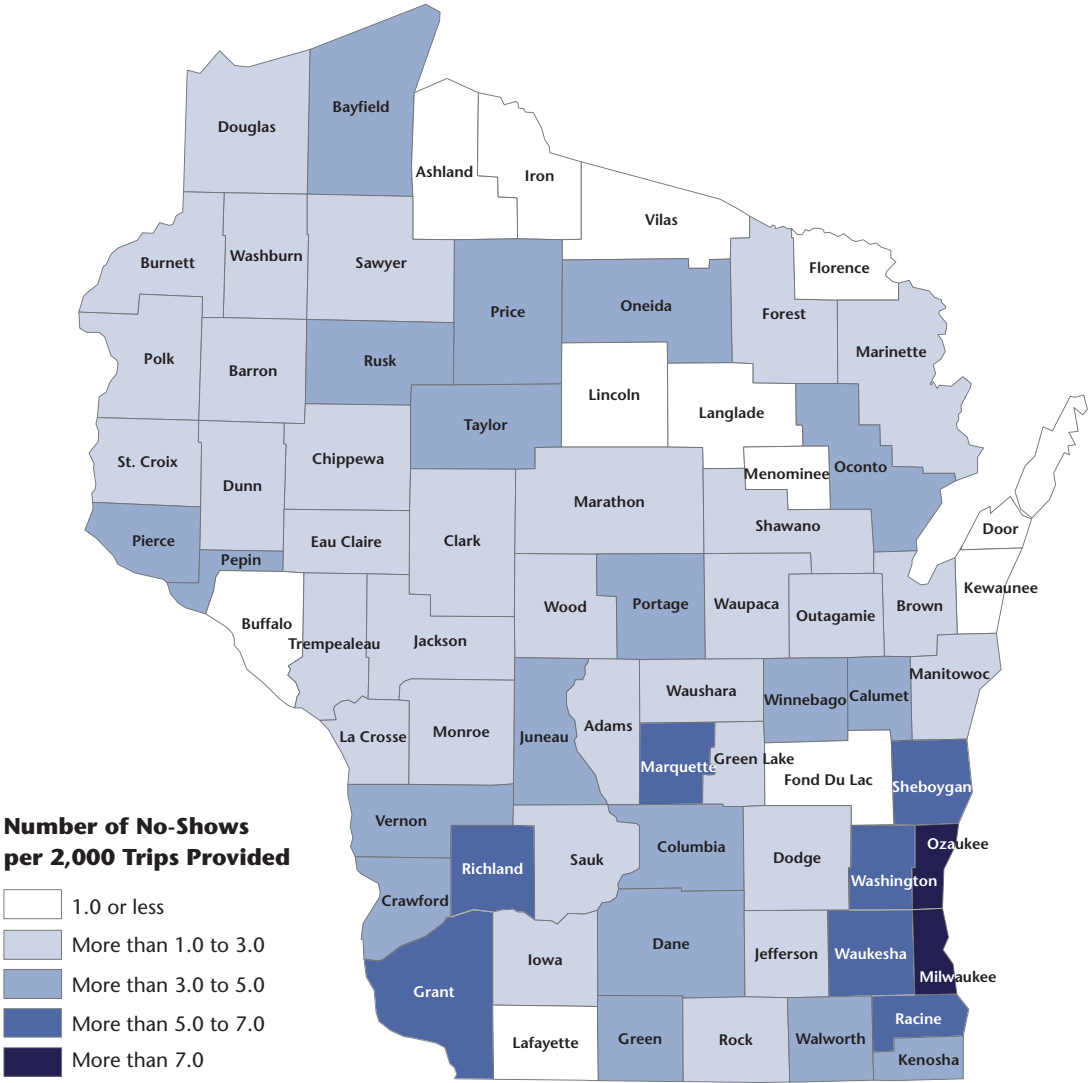 Bayfield
Douglas
Ashland
Iron
Vilas
Washburn
Burnett
Sawyer
Florence
Price
Oneida
Forest
Marinette
Polk
Rusk
Barron
Lincoln
Langlade
Taylor
St. Croix
Chippewa
Oconto
Menominee
Dunn
Marathon
Shawano
Door
Pierce
Eau Claire
Clark
Pepin
Kewaunee
Wood
Portage
Waupaca
Brown
Outagamie
Buffalo
Trempealeau
Jackson
Manitowoc
Waushara
Calumet
Winnebago
Adams
Monroe
La Crosse
Juneau
Green Lake
Marquette
Fond Du Lac
Sheboygan
Vernon
Columbia
Ozaukee
Sauk
Dodge
Richland
Washington
Crawford
Dane
Jefferson
Waukesha
Iowa
Milwaukee
Grant
Racine
Lafayette
Green
Rock
Walworth
Kenosha
Number of No-Shows
per 2,000 Trips Provided
1.0 or less
More than 1.0 to 3.0
More than 3.0 to 5.0
More than 5.0 to 7.0
More than 7.0